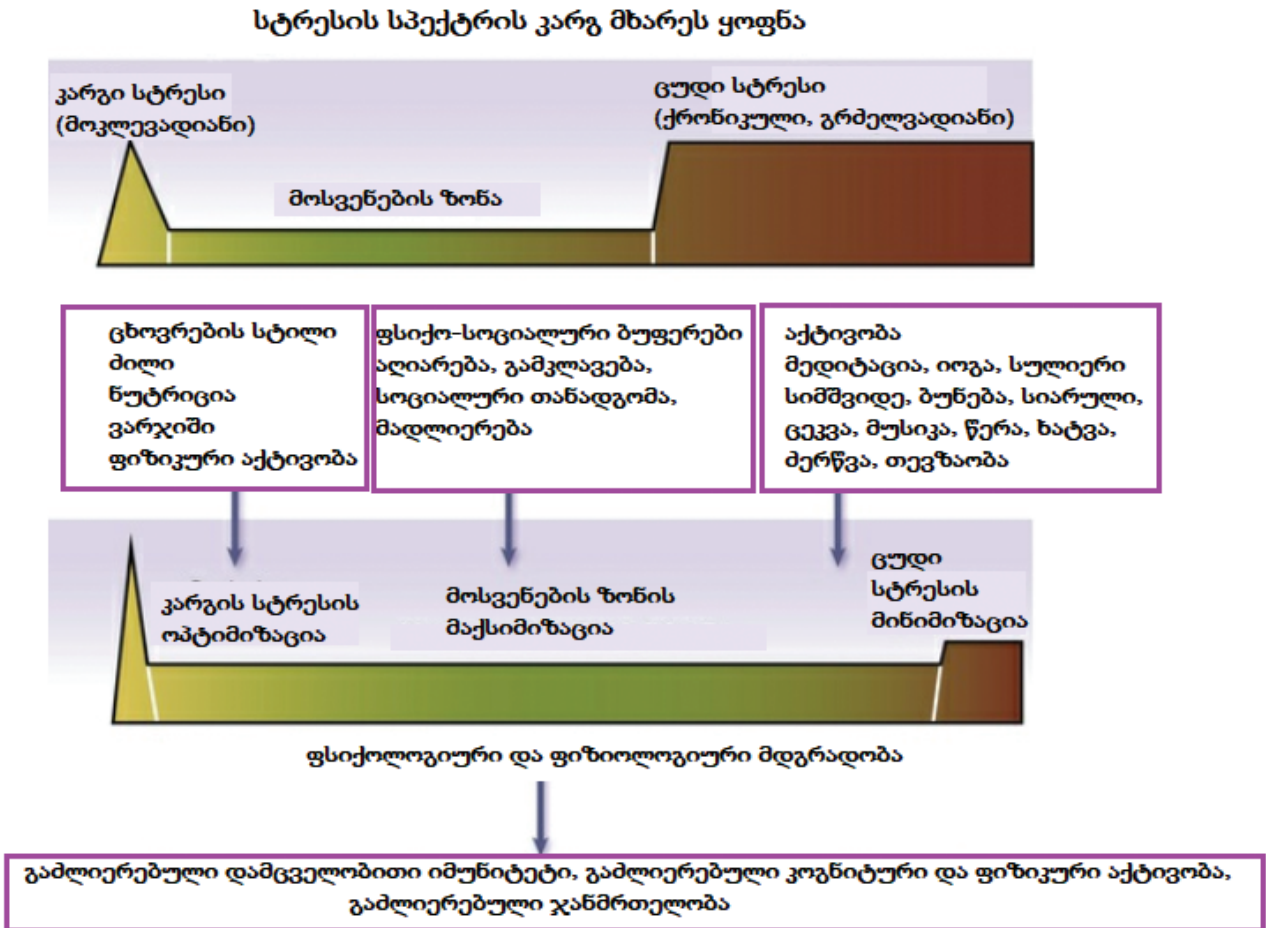 სტრესის სპექტრის კარგ მხარეს ყოფნა
კარგი სტრესი
(მოკლევადიანი)
ცუდი სტრესი
(ქრონიკული, გრძელვადიანი)
მოსვენების ზონა
ცხოვრების სტილი
ძილი
ნუტრიცია
ვარჯიში
ფიზიკური აქტივობა
ფსიქო-სოციალური ბუფერები
აღიარება, გამკლავება,
სოციალური თანადგომა,
მადლიერება
აქტივობა
მედიტაცია, იოგა, სულიერი
სიმშვიდე, ბუნება, სიარული,
ცეკვა, მუსიკა, წერა, ხატვა,
ძერწვა, თევზაობა
კარგის სტრესის
ოპტიმიზაცია
მოსვენების ზონის
მაქსიმიზაცია
ცუდი
სტრესის
მინიმიზაცია
ფსიქოლოგიური და ფიზიოლოგიური მდგრადობა
გაძლიერებული დამცველობითი იმუნიტეტი, გაძლიერებული კოგნიტური და ფიზიკური აქტივობა,
გაძლიერებული ჯანმრთელობა